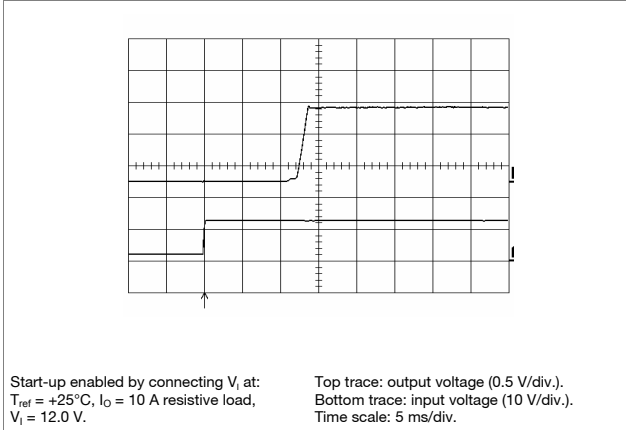 Start-up enabled by connecting VI at:
Tref = +25°C, IO = 10 A resistive load,
VI = 12.0 V.
Top trace: output voltage (0.5 V/div.).
Bottom trace: input voltage (10 V/div.).
Time scale: 5 ms/div.